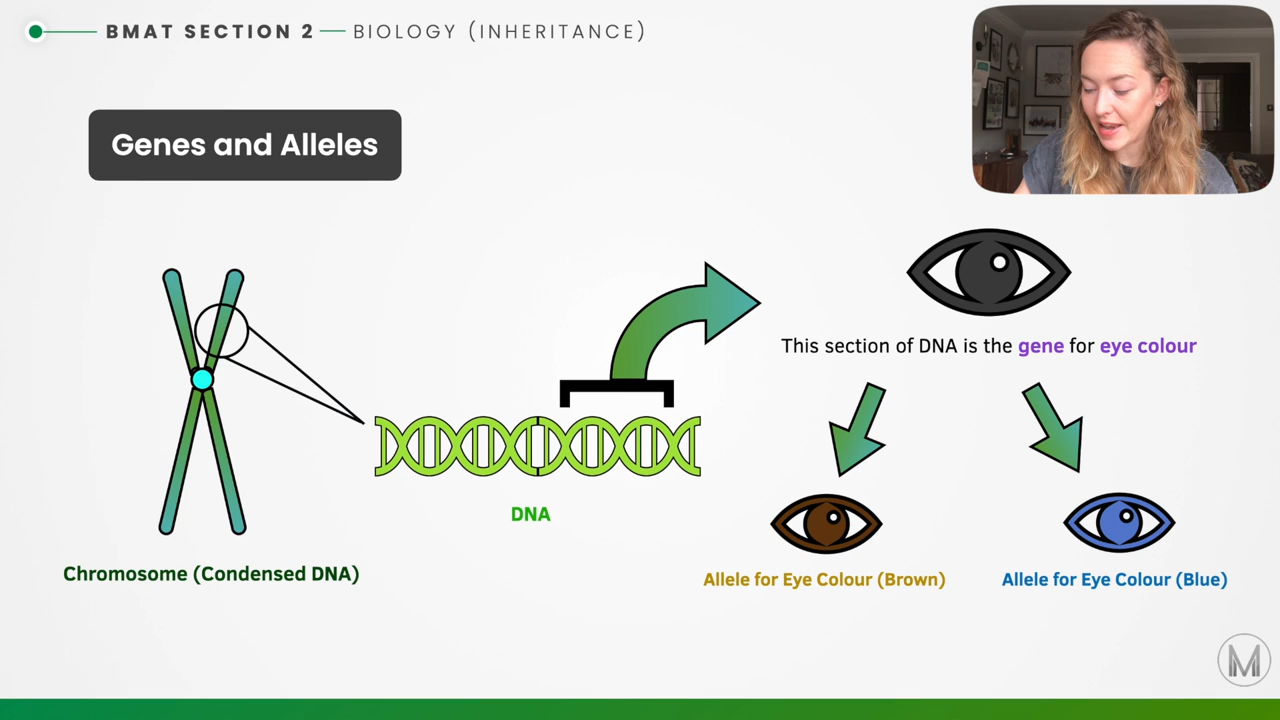 BMAT SECTION 2 — BIOLOGY (INHERITANCE)
Genes and Alleles
This section of DNA is the gene for eye colour
DNA
Chromosome (Condensed DNA)
Allele for Eye Colour (Brown)
Allele for Eye Colour (Blue)
M